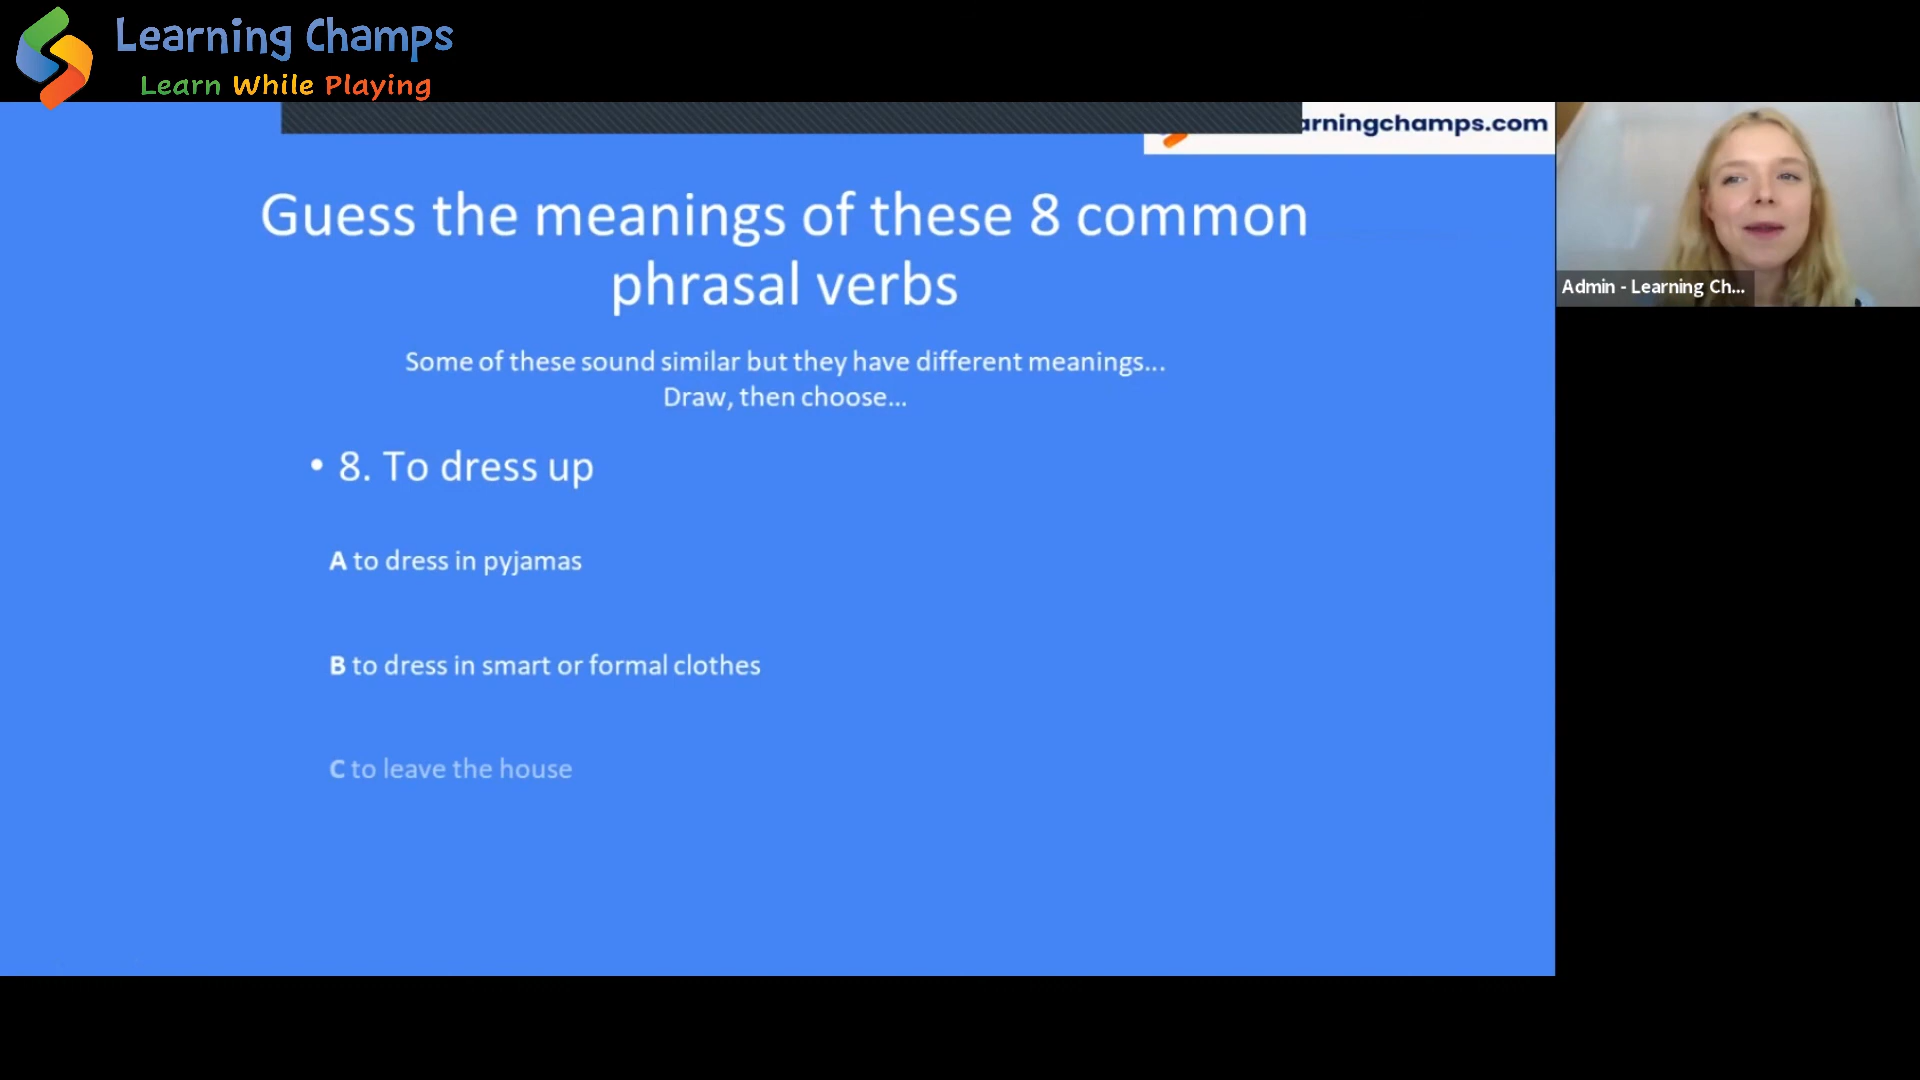 Learning Champs
Learn While Playing
arningchamps.com
Guess the meanings of these 8 common
phrasal verbs
Some of these sound similar but they have different meanings...
Draw, then choose...
• 8. To dress up
A to dress in pyjamas
B to dress in smart or formal clothes
C to leave the house
Admin - Learning Ch...